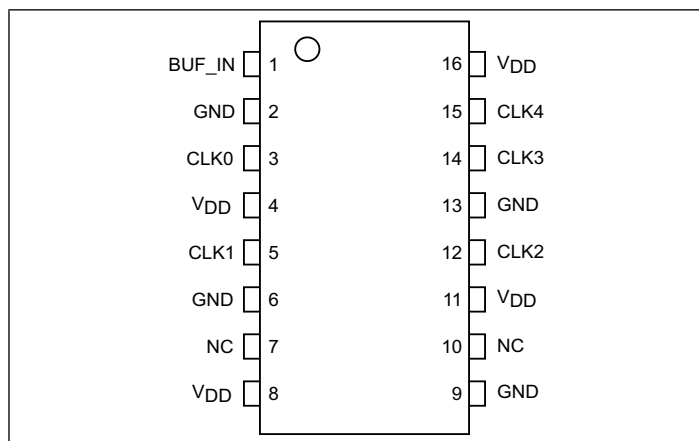 BUF_IN 1 16 VDD
GND 2 15 CLK4
CLK0 3 14 CLK3
VDD 4 13 GND
CLK1 5 12 CLK2
GND 6 11 VDD
NC 7 10 NC
VDD 8 9 GND